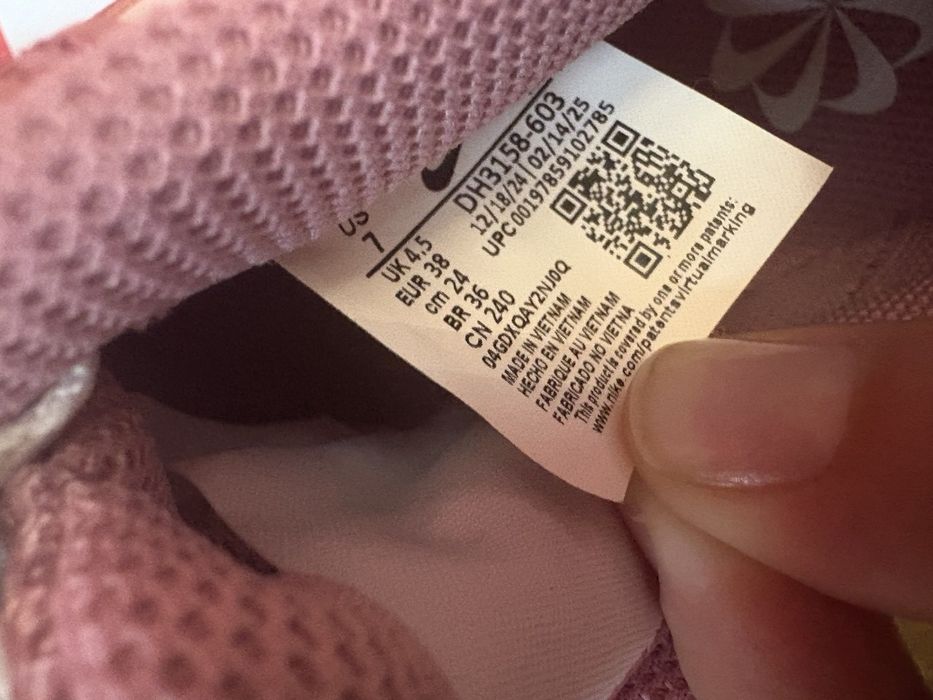 US
7
UK 4.5
EUR 38
cm 24
BR 36
CN 240
DH3158-603
12/18/24 | 02/14/25
UPC00197859102785
04GDXQAY2NJ0Q
MADE IN VIETNAM
HECHO EN VIETNAM
FABRIQUE AU VIETNAM
FABRICADO NO VIETNA
This product is covered by one or more patents:
www.nike.com/patentsvirtualmarking